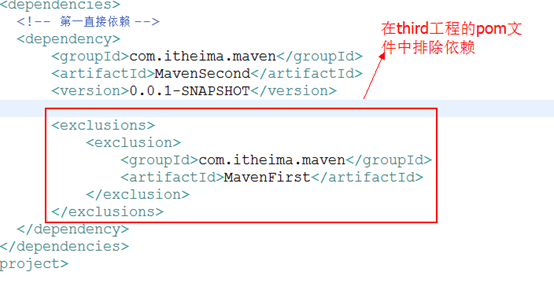 <dependencies>
<!-- 第一直接依赖 -->
<dependency>
<groupId>com.itheima.maven</groupId>
<artifactId>MavenSecond</artifactId>
<version>0.0.1-SNAPSHOT</version>
<exclusions>
<exclusion>
<groupId>com.itheima.maven</groupId>
<artifactId>MavenFirst</artifactId>
</exclusion>
</exclusions>
</dependency>
</dependencies>
project>
在third工程的pom文
件中排除依赖